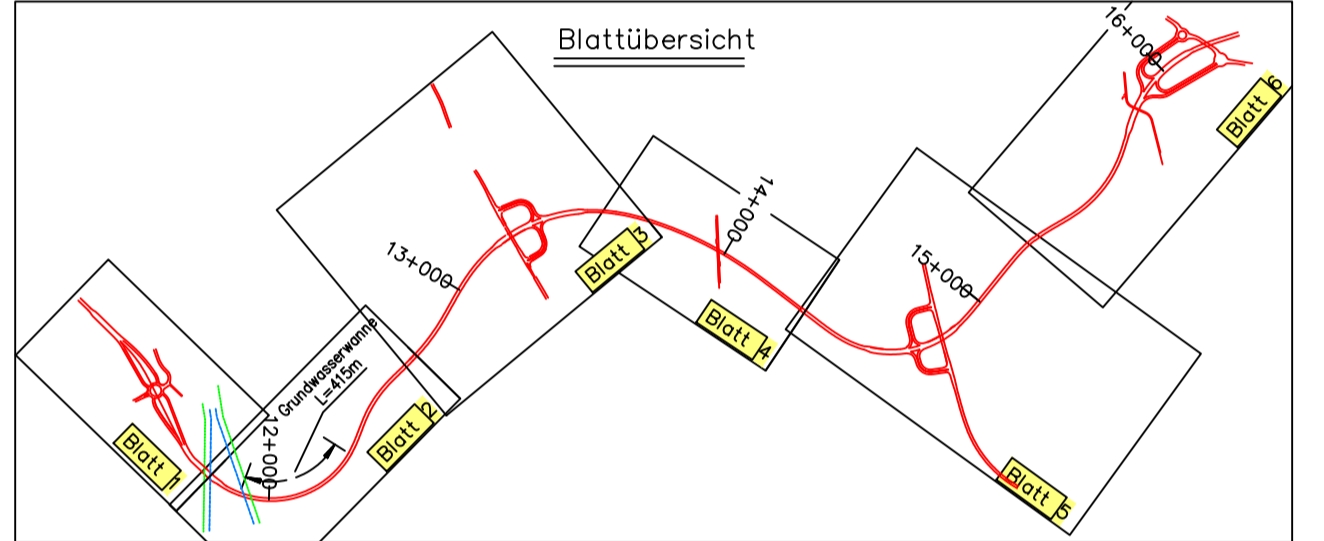 Blattübersicht
Blatt 1
12+000
Grundwasserwanne
L=415m
Blatt 2
13+000
Blatt 3
14+000
Blatt 4
15+000
Blatt 5
16+000
Blatt 6